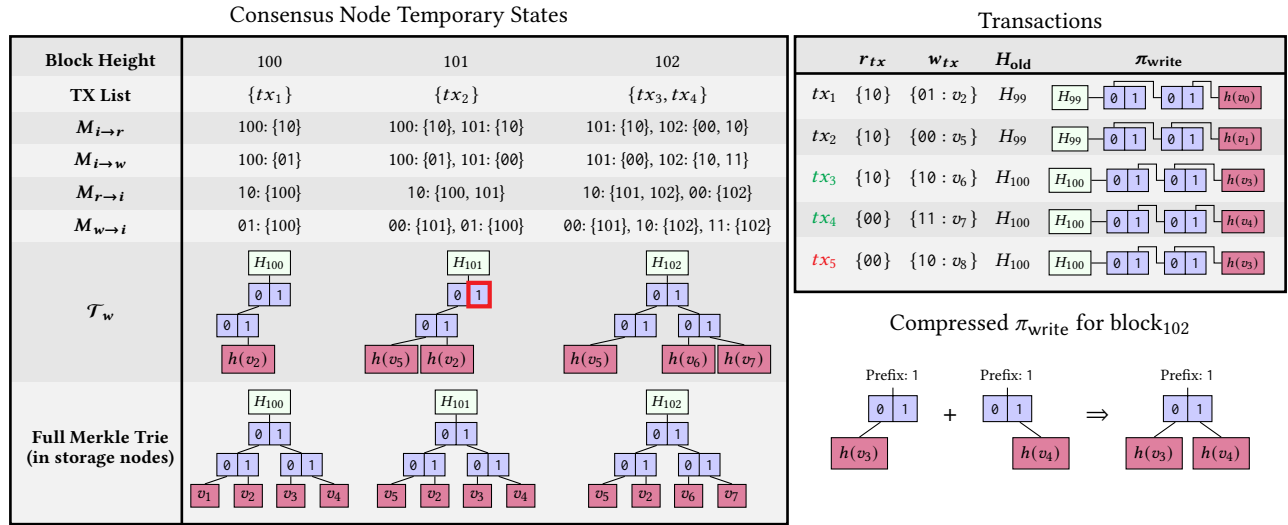 Consensus Node Temporary States
Block Height 100 101 102
TX List {tx₁} {tx₂} {tx₃, tx₄}
M i→r 100: {10} 100: {10}, 101: {10} 101: {10}, 102: {00, 10}
M i→w 100: {01} 100: {01}, 101: {00} 101: {00}, 102: {10, 11}
M r→i 10: {100} 10: {100, 101} 10: {101, 102}, 00: {102}
M w→i 01: {100} 00: {101}, 01: {100} 00: {101}, 10: {102}, 11: {102}
𝒯w
H₁₀₀ H₁₀₁ H₁₀₂
0 1 0 1 0 1
0 1 0 1 0 1 0 1
h(v₂) h(v₅) h(v₂) h(v₅) h(v₆) h(v₇)
Full Merkle Trie
(in storage nodes)
H₁₀₀ H₁₀₁ H₁₀₂
0 1 0 1 0 1
0 1 0 1 0 1 0 1 0 1 0 1
v₁ v₂ v₃ v₄ v₅ v₂ v₃ v₄ v₅ v₂ v₆ v₇
Transactions
r tx w tx H old π write
tx₁ {10} {01 : v₂} H₉₉ H₉₉ 0 1 0 1 h(v₀)
tx₂ {10} {00 : v₅} H₉₉ H₉₉ 0 1 0 1 h(v₁)
tx₃ {10} {10 : v₆} H₁₀₀ H₁₀₀ 0 1 0 1 h(v₃)
tx₄ {00} {11 : v₇} H₁₀₀ H₁₀₀ 0 1 0 1 h(v₄)
tx₅ {00} {10 : v₈} H₁₀₀ H₁₀₀ 0 1 0 1 h(v₃)
Compressed π write for block₁₀₂
Prefix: 1 Prefix: 1 Prefix: 1
0 1 + 0 1 ⇒ 0 1
h(v₃) h(v₄) h(v₃) h(v₄)